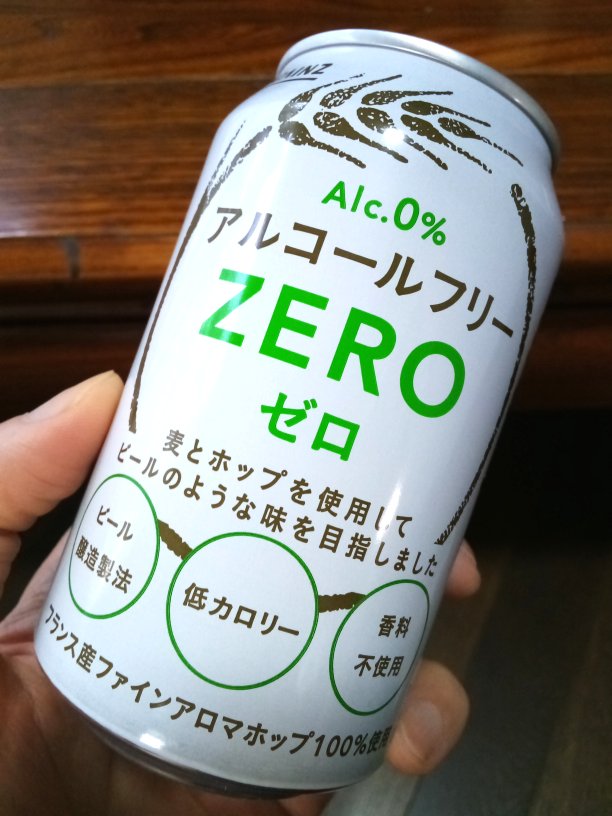 Alc.0%
アルコールフリー
ZERO
ゼロ
麦とホップを使用して
ビールのような味を目指しました
ビール
醸造製法
低カロリー
香料
不使用
フランス産ファインアロマホップ100%使用